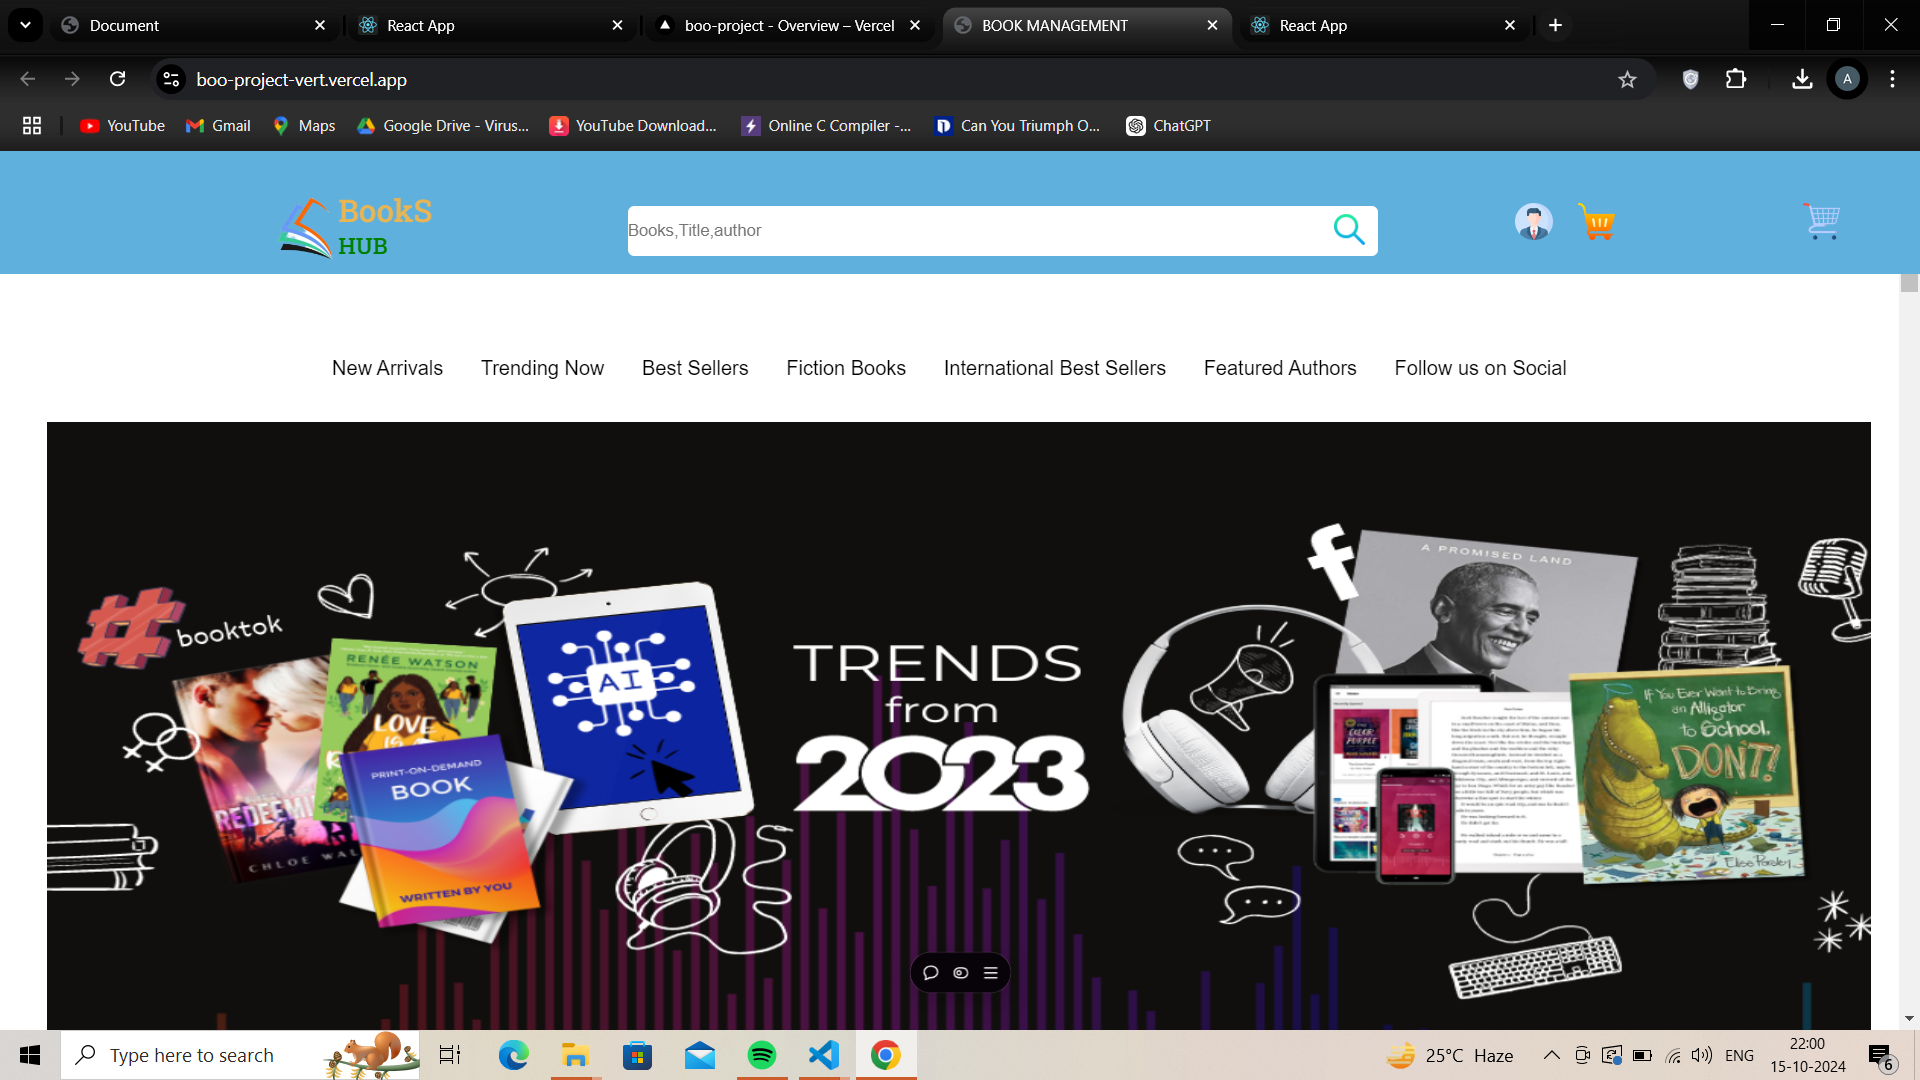 Document
React App
boo-project - Overview – Vercel
BOOK MANAGEMENT
React App
boo-project-vert.vercel.app
A
YouTube
Gmail
Maps
Google Drive - Virus...
YouTube Download...
Online C Compiler -...
Can You Triumph O...
ChatGPT
BookS
HUB
Books,Title,author
New Arrivals
Trending Now
Best Sellers
Fiction Books
International Best Sellers
Featured Authors
Follow us on Social
# booktok
RENÉE WATSON
LOVE
IS A
REDEEMI
CHLOE WAL
PRINT-ON-DEMAND
BOOK
WRITTEN BY YOU
AI
TRENDS
from
2023
f
A PROMISED LAND
COLOR
PURPLE
If You Ever Want to Bring
an Alligator
to School,
DON'T!
Elise Parsley
Type here to search
25°C Haze
ENG
22:00
15-10-2024
6